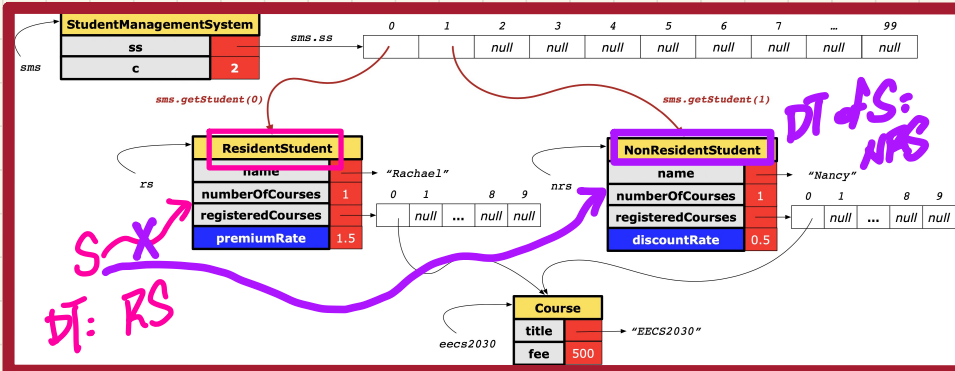 StudentManagementSystem
ss
c 2
sms
sms.ss
0 1 2 3 4 5 6 7 … 99
null null null null null null null null
sms.getStudent(0)
sms.getStudent(1)
DT of S:
NRS
ResidentStudent
name
numberOfCourses 1
registeredCourses
premiumRate 1.5
rs
"Rachael"
0 1 8 9
null ... null null
NonResidentStudent
name
numberOfCourses 1
registeredCourses
discountRate 0.5
nrs
"Nancy"
0 1 8 9
null ... null null
S
DT: RS
Course
title
fee 500
eecs2030
"EECS2030"